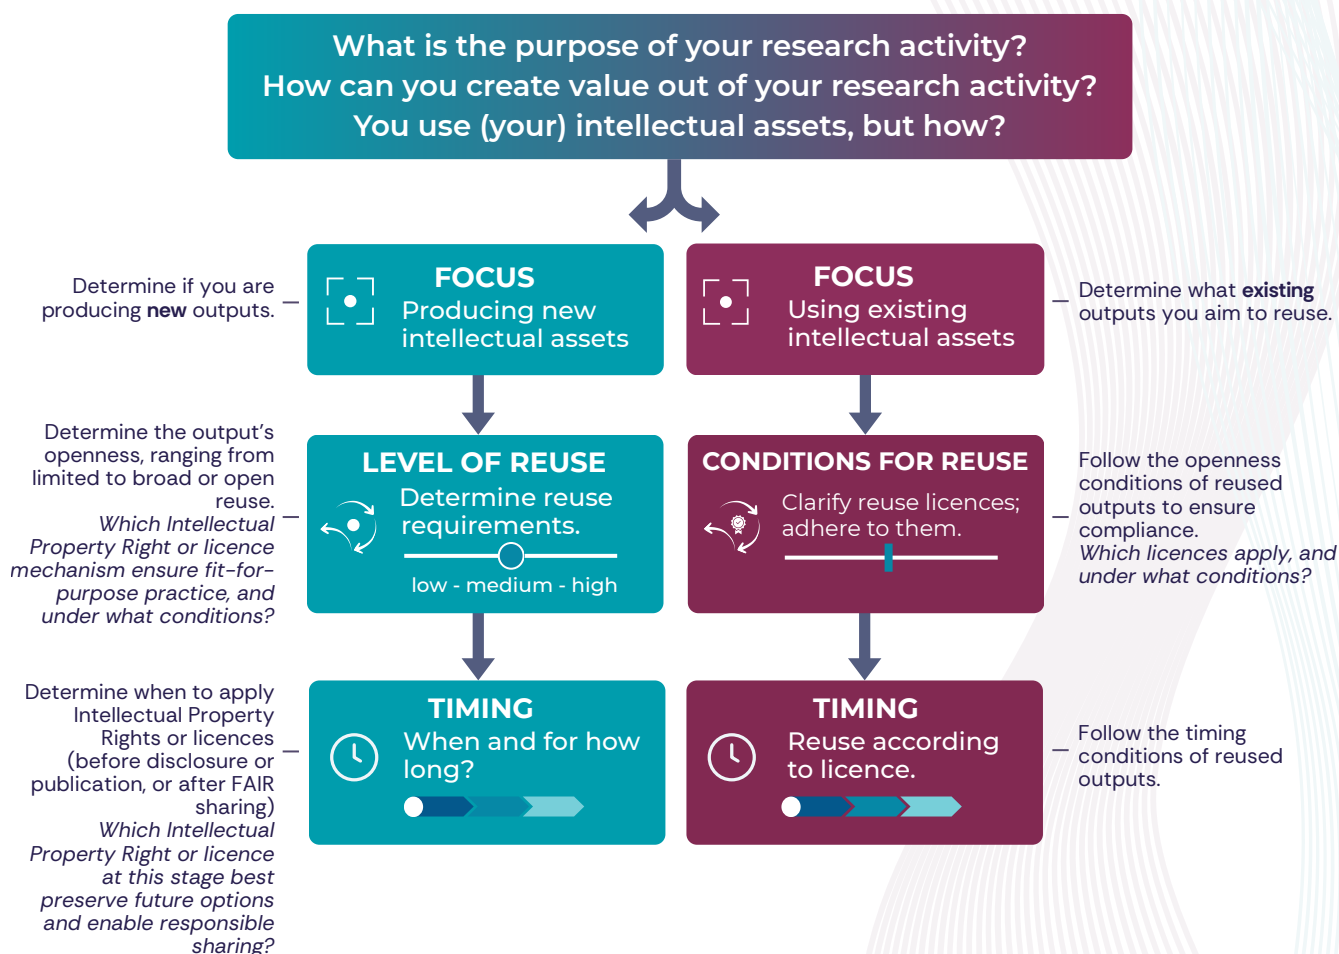 What is the purpose of your research activity?
How can you create value out of your research activity?
You use (your) intellectual assets, but how?
Determine if you are
producing new outputs.
FOCUS
Producing new
intellectual assets
FOCUS
Using existing
intellectual assets
Determine what existing
outputs you aim to reuse.
Determine the output's
openness, ranging from
limited to broad or open
reuse.
Which Intellectual
Property Right or licence
mechanism ensure fit-for-
purpose practice, and
under what conditions?
LEVEL OF REUSE
Determine reuse
requirements.
low - medium - high
CONDITIONS FOR REUSE
Clarify reuse licences;
adhere to them.
Follow the openness
conditions of reused
outputs to ensure
compliance.
Which licences apply, and
under what conditions?
Determine when to apply
Intellectual Property
Rights or licences
(before disclosure or
publication, or after FAIR
sharing)
Which Intellectual
Property Right or licence
at this stage best
preserve future options
and enable responsible
sharing?
TIMING
When and for how
long?
TIMING
Reuse according
to licence.
Follow the timing
conditions of reused
outputs.